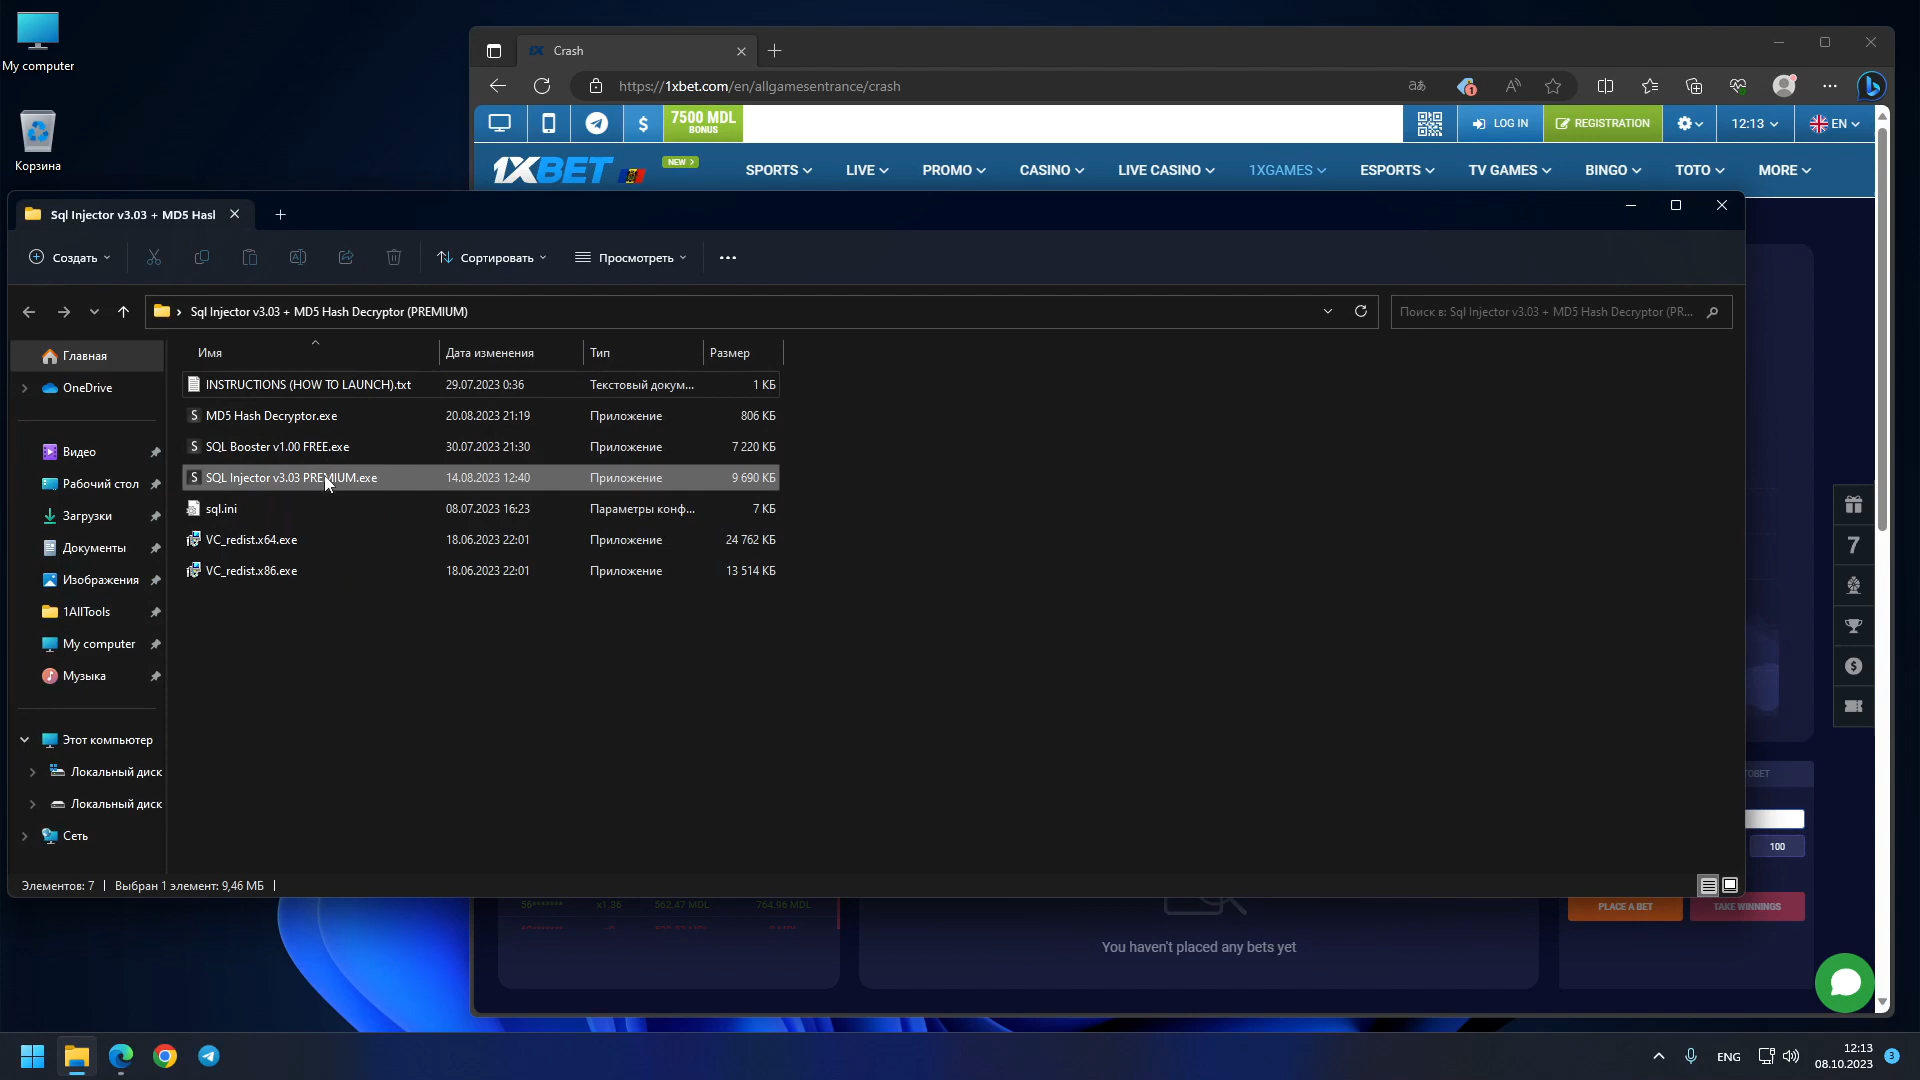 My computer
Корзина
Crash
https://1xbet.com/en/allgamesentrance/crash
7500 MDL
BONUS
LOG IN
REGISTRATION
12:13
EN
1XBET
NEW >
SPORTS
LIVE
PROMO
CASINO
LIVE CASINO
1XGAMES
ESPORTS
TV GAMES
BINGO
TOTO
MORE
Sql Injector v3.03 + MD5 Hasl
Создать
Сортировать
Просмотреть
Sql Injector v3.03 + MD5 Hash Decryptor (PREMIUM)
Поиск в: Sql Injector v3.03 + MD5 Hash Decryptor (PR...
Имя
Дата изменения
Тип
Размер
INSTRUCTIONS (HOW TO LAUNCH).txt 29.07.2023 0:36 Текстовый докум... 1 КБ
MD5 Hash Decryptor.exe 20.08.2023 21:19 Приложение 806 КБ
SQL Booster v1.00 FREE.exe 30.07.2023 21:30 Приложение 7 220 КБ
SQL Injector v3.03 PREMIUM.exe 14.08.2023 12:40 Приложение 9 690 КБ
sql.ini 08.07.2023 16:23 Параметры конф... 7 КБ
VC_redist.x64.exe 18.06.2023 22:01 Приложение 24 762 КБ
VC_redist.x86.exe 18.06.2023 22:01 Приложение 13 514 КБ
Главная
OneDrive
Видео
Рабочий стол
Загрузки
Документы
Изображения
1AllTools
My computer
Музыка
Этот компьютер
Локальный диск
Локальный диск
Сеть
Элементов: 7
Выбран 1 элемент: 9,46 МБ
100
56******* x1.36 562.47 MDL 764.96 MDL
You haven't placed any bets yet
PLACE A BET
TAKE WINNINGS
ENG
12:13
08.10.2023
3